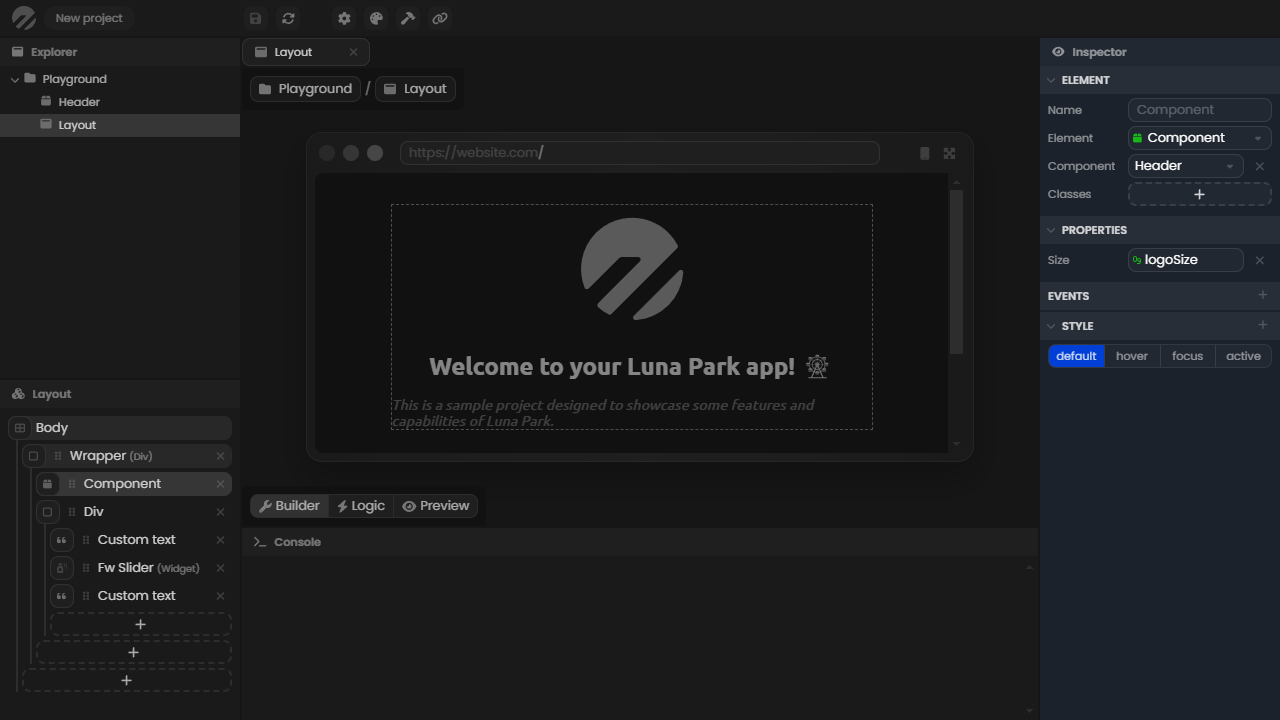 New project
Explorer
Playground
Header
Layout
Layout
Body
Wrapper (Div)
Component
Div
Custom text
Fw Slider (Widget)
Custom text
Layout
Playground / Layout
https://website.com/
Welcome to your Luna Park app! 🎡
This is a sample project designed to showcase some features and
capabilities of Luna Park.
Builder Logic Preview
Console
Inspector
ELEMENT
Name Component
Element Component
Component Header
Classes
PROPERTIES
Size logoSize
EVENTS
STYLE
default hover focus active